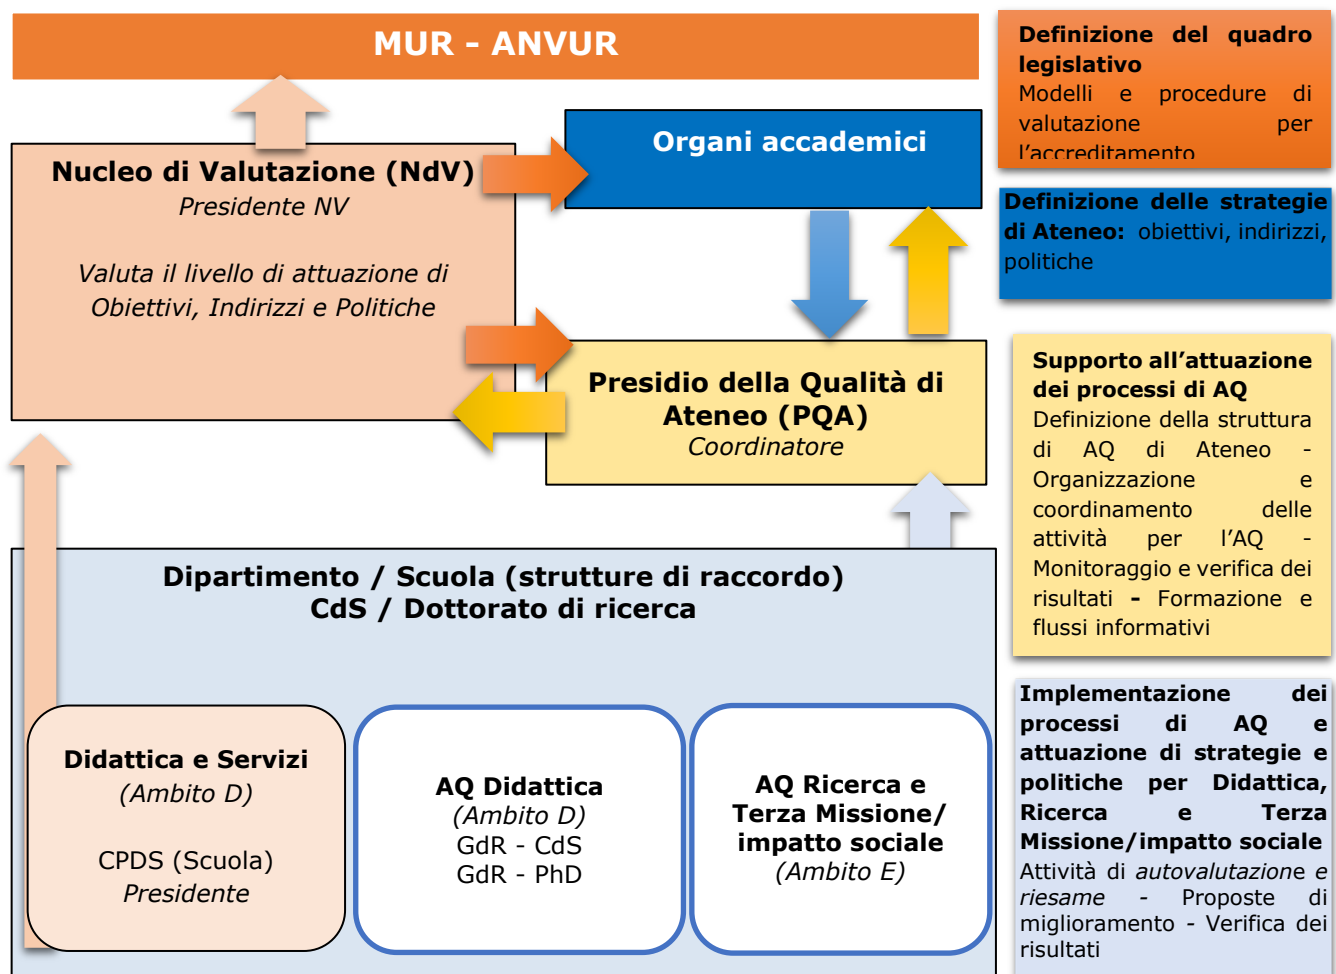 MUR - ANVUR
Definizione del quadro
legislativo
Modelli e procedure di
valutazione per
l'accreditamento
Organi accademici
Nucleo di Valutazione (NdV)
Presidente NV
Valuta il livello di attuazione di
Obiettivi, Indirizzi e Politiche
Definizione delle strategie
di Ateneo: obiettivi, indirizzi,
politiche
Presidio della Qualità di
Ateneo (PQA)
Coordinatore
Supporto all'attuazione
dei processi di AQ
Definizione della struttura
di AQ di Ateneo -
Organizzazione e
coordinamento delle
attività per l'AQ -
Monitoraggio e verifica dei
risultati - Formazione e
flussi informativi
Dipartimento / Scuola (strutture di raccordo)
CdS / Dottorato di ricerca
Didattica e Servizi
(Ambito D)
CPDS (Scuola)
Presidente
AQ Didattica
(Ambito D)
GdR - CdS
GdR - PhD
AQ Ricerca e
Terza Missione/
impatto sociale
(Ambito E)
Implementazione dei
processi di AQ e
attuazione di strategie e
politiche per Didattica,
Ricerca e Terza
Missione/impatto sociale
Attività di autovalutazione e
riesame - Proposte di
miglioramento - Verifica dei
risultati